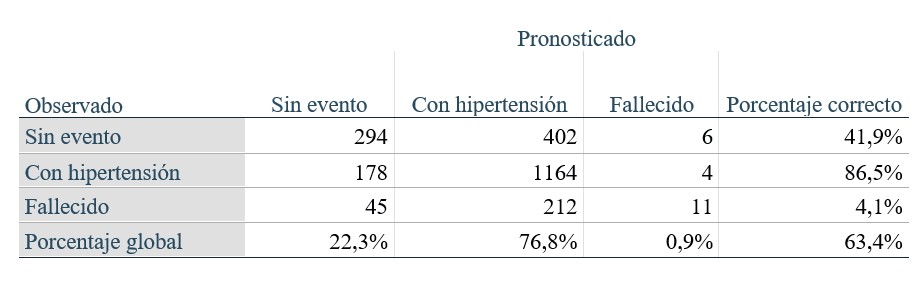 Pronosticado
Observado Sin evento Con hipertensión Fallecido Porcentaje correcto
Sin evento 294 402 6 41,9%
Con hipertensión 178 1164 4 86,5%
Fallecido 45 212 11 4,1%
Porcentaje global 22,3% 76,8% 0,9% 63,4%